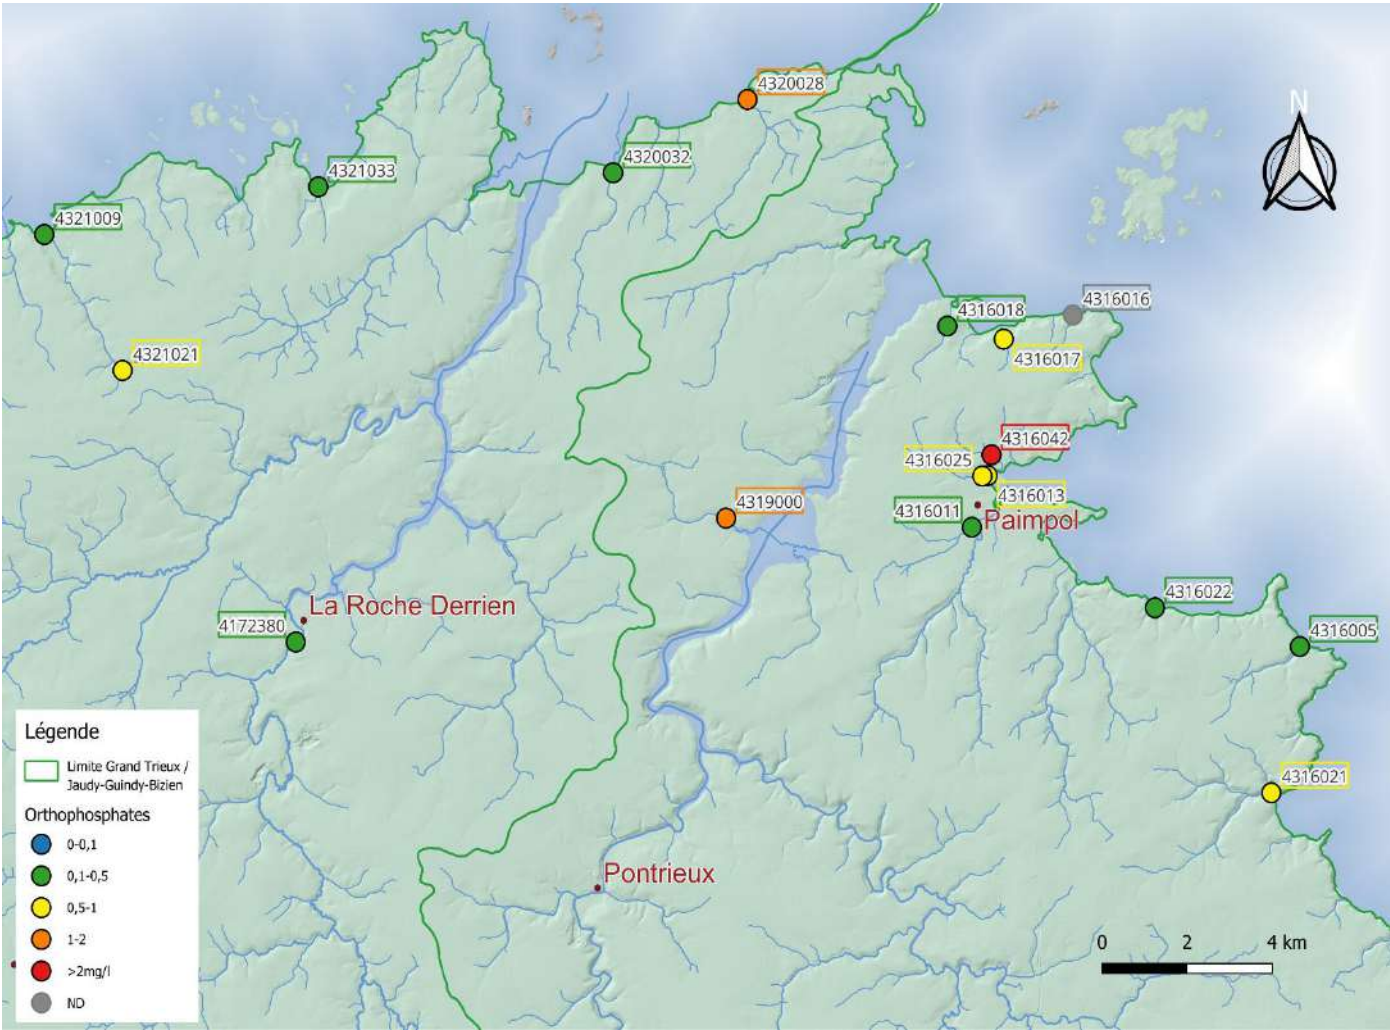 N
4320028
4320032
4321033
4321009
4316016
4316018
4316017
4321021
4316042
4316025
4316013
4319000
4316011
Paimpol
4316022
La Roche Derrien
4172380
4316005
4316021
Pontrieux
Légende
Limite Grand Trieux /
Jaudy-Guindy-Bizien
Orthophosphates
0-0,1
0,1-0,5
0,5-1
1-2
>2mg/l
ND
0 2 4 km